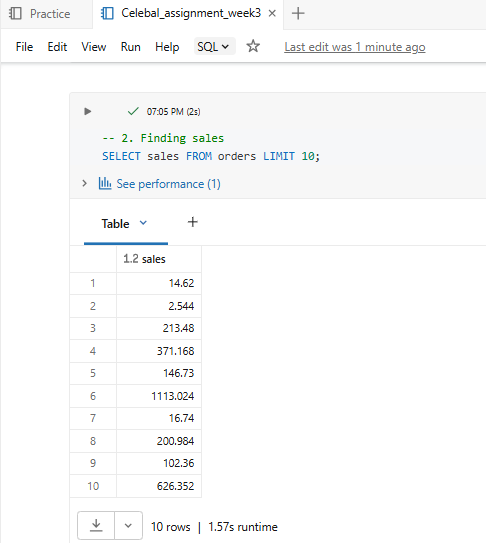 Practice
Celebal_assignment_week3
File Edit View Run Help SQL Last edit was 1 minute ago
07:05 PM (2s)
-- 2. Finding sales
SELECT sales FROM orders LIMIT 10;
See performance (1)
Table +
1.2 sales
1 14.62
2 2.544
3 213.48
4 371.168
5 146.73
6 1113.024
7 16.74
8 200.984
9 102.36
10 626.352
10 rows | 1.57s runtime